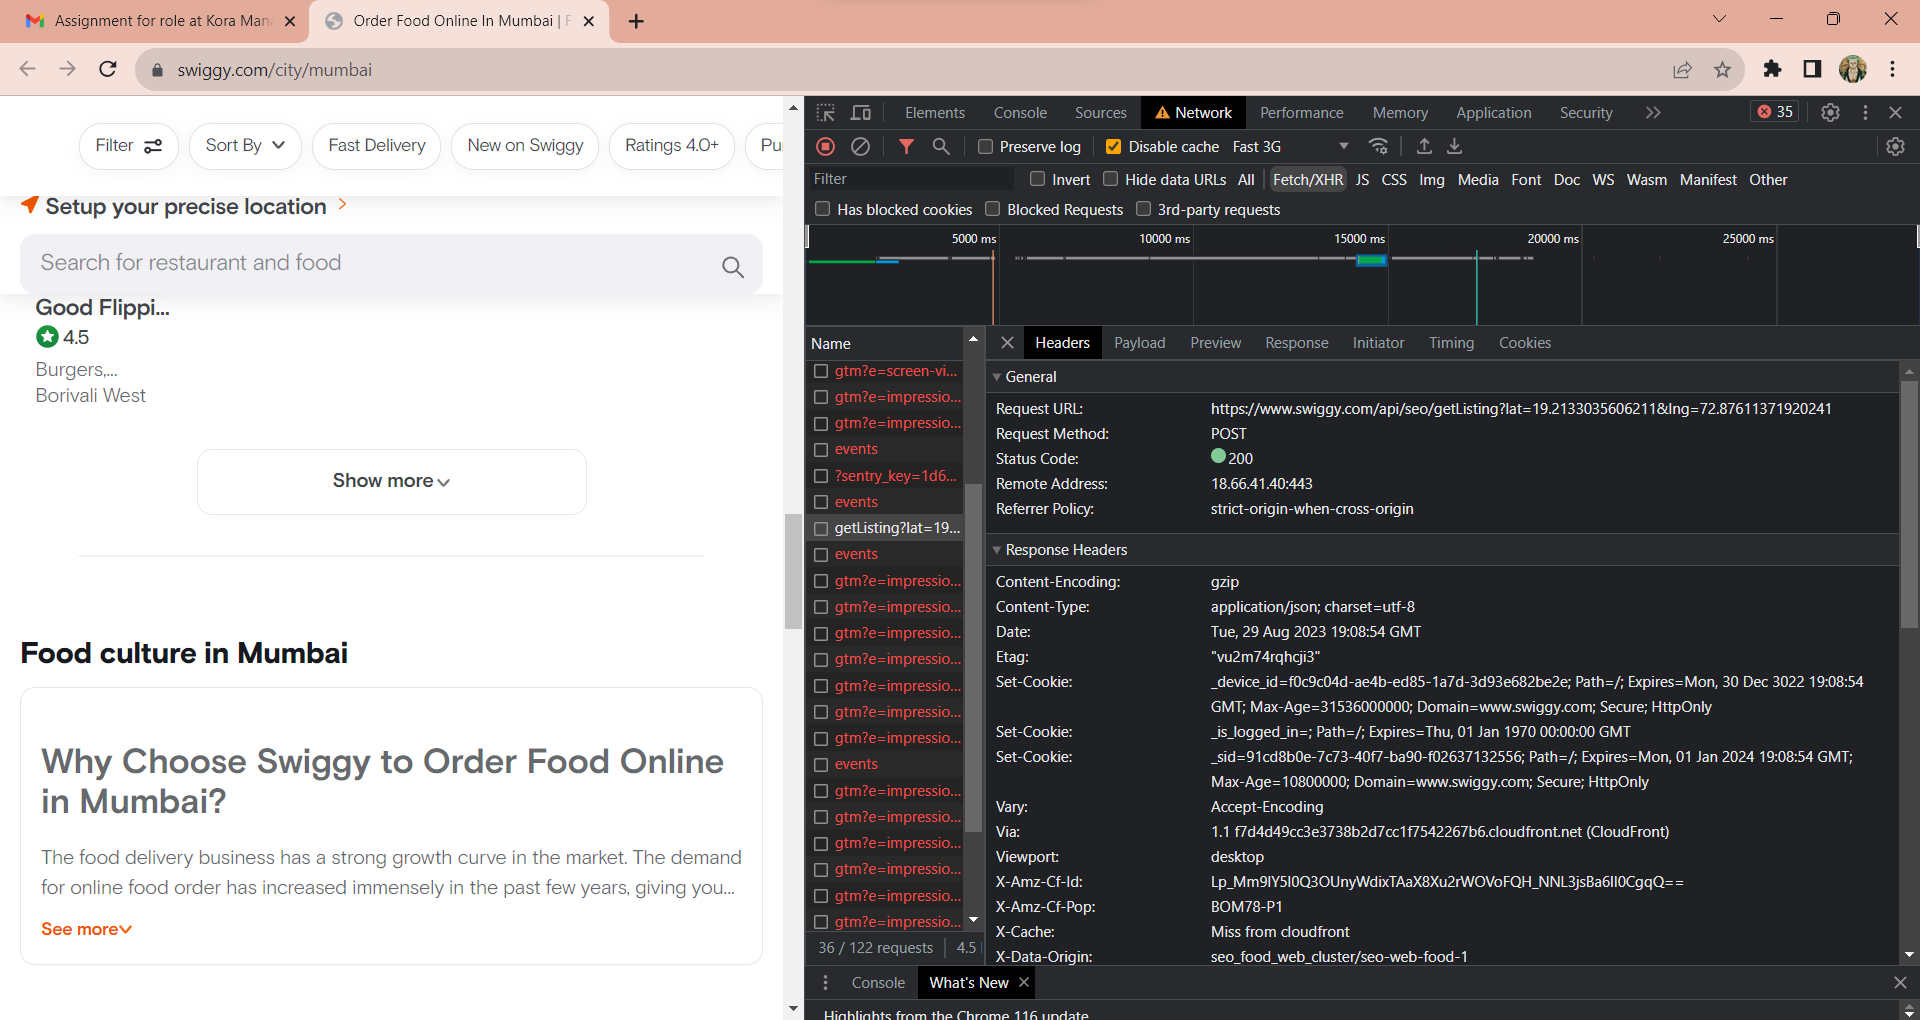 Assignment for role at Kora Mana
Order Food Online In Mumbai | F
swiggy.com/city/mumbai
Filter
Sort By
Fast Delivery
New on Swiggy
Ratings 4.0+
Pu
Setup your precise location
Search for restaurant and food
Good Flippi...
4.5
Burgers,...
Borivali West
Show more
Food culture in Mumbai
Why Choose Swiggy to Order Food Online
in Mumbai?
The food delivery business has a strong growth curve in the market. The demand
for online food order has increased immensely in the past few years, giving you...
See more
Elements Console Sources Network Performance Memory Application Security 35
Preserve log Disable cache Fast 3G
Filter Invert Hide data URLs All Fetch/XHR JS CSS Img Media Font Doc WS Wasm Manifest Other
Has blocked cookies Blocked Requests 3rd-party requests
5000 ms 10000 ms 15000 ms 20000 ms 25000 ms
Name
gtm?e=screen-vi...
gtm?e=impressio...
gtm?e=impressio...
events
?sentry_key=1d6...
events
getListing?lat=19...
events
gtm?e=impressio...
gtm?e=impressio...
gtm?e=impressio...
gtm?e=impressio...
gtm?e=impressio...
gtm?e=impressio...
gtm?e=impressio...
events
gtm?e=impressio...
gtm?e=impressio...
gtm?e=impressio...
gtm?e=impressio...
gtm?e=impressio...
gtm?e=impressio...
36 / 122 requests 4.5
Headers Payload Preview Response Initiator Timing Cookies
General
Request URL: https://www.swiggy.com/api/seo/getListing?lat=19.2133035606211&lng=72.87611371920241
Request Method: POST
Status Code: 200
Remote Address: 18.66.41.40:443
Referrer Policy: strict-origin-when-cross-origin
Response Headers
Content-Encoding: gzip
Content-Type: application/json; charset=utf-8
Date: Tue, 29 Aug 2023 19:08:54 GMT
Etag: "vu2m74rqhcji3"
Set-Cookie: _device_id=f0c9c04d-ae4b-ed85-1a7d-3d93e682be2e; Path=/; Expires=Mon, 30 Dec 3022 19:08:54
GMT; Max-Age=31536000000; Domain=www.swiggy.com; Secure; HttpOnly
Set-Cookie: _is_logged_in=; Path=/; Expires=Thu, 01 Jan 1970 00:00:00 GMT
Set-Cookie: _sid=91cd8b0e-7c73-40f7-ba90-f02637132556; Path=/; Expires=Mon, 01 Jan 2024 19:08:54 GMT;
Max-Age=10800000; Domain=www.swiggy.com; Secure; HttpOnly
Vary: Accept-Encoding
Via: 1.1 f7d4d49cc3e3738b2d7cc1f7542267b6.cloudfront.net (CloudFront)
Viewport: desktop
X-Amz-Cf-Id:
X-Amz-Cf-Pop: BOM78-P1
X-Cache: Miss from cloudfront
X-Data-Origin: seo_food_web_cluster/seo-web-food-1
Console What's New
Highlights from the Chrome 116 update